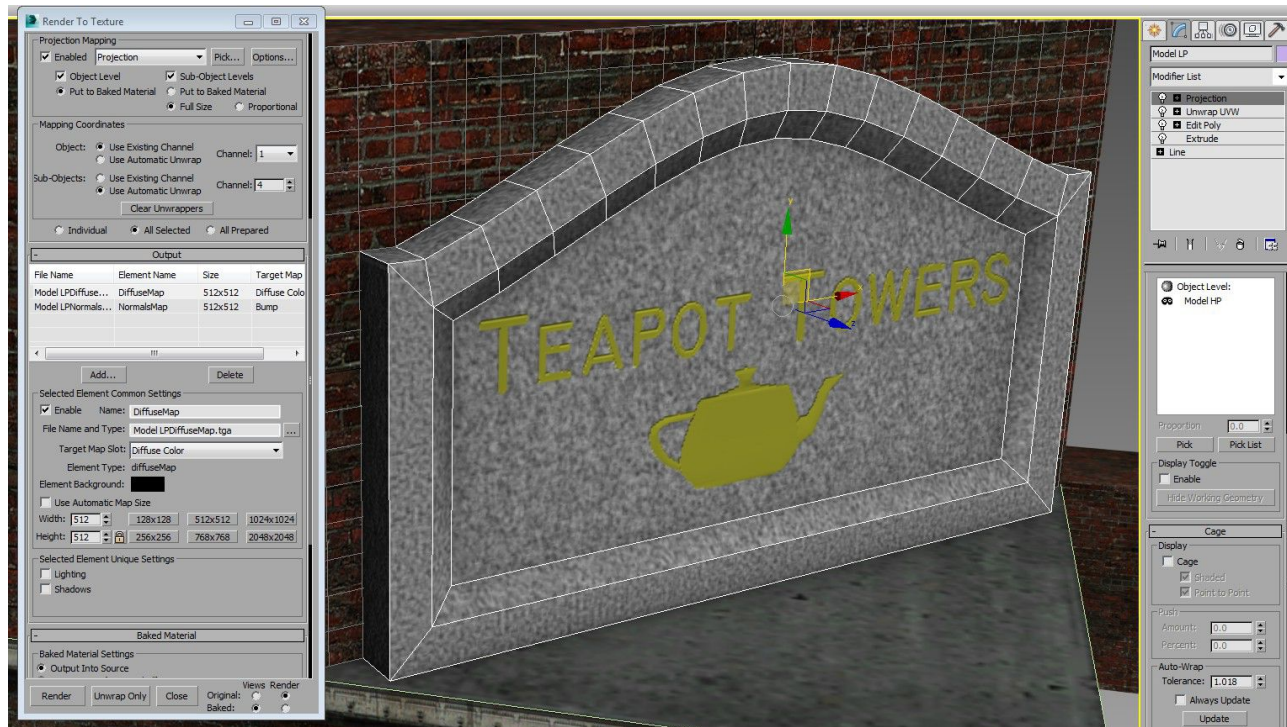 Render To Texture
Projection Mapping
Enabled Projection Pick... Options...
Object Level Sub-Object Levels
Put to Baked Material Put to Baked Material
Full Size Proportional
Mapping Coordinates
Object: Use Existing Channel
Use Automatic Unwrap
Channel: 1
Sub-Objects: Use Existing Channel
Use Automatic Unwrap
Channel: 4
Clear Unwrappers
Individual All Selected All Prepared
- Output
File Name Element Name Size Target Map
Model LPDiffuse... DiffuseMap 512x512 Diffuse Colo
Model LPNormals... NormalsMap 512x512 Bump
Add... Delete
Selected Element Common Settings
Enable Name: DiffuseMap
File Name and Type: Model LPDiffuseMap.tga ...
Target Map Slot: Diffuse Color
Element Type: diffuseMap
Element Background:
Use Automatic Map Size
Width: 512 128x128 512x512 1024x1024
Height: 512 256x256 768x768 2048x2048
Selected Element Unique Settings
Lighting
Shadows
- Baked Material
Baked Material Settings
Output Into Source
Views Render
Render Unwrap Only Close Original:
Baked:
TEAPOT TOWERS
y
x
z
Model LP
Modifier List
Projection
Unwrap UVW
Edit Poly
Extrude
Line
Object Level:
Model HP
Proportion 0.0
Pick Pick List
Display Toggle
Enable
Hide Working Geometry
- Cage
Display
Cage
Shaded
Point to Point
Push
Amount: 0.0
Percent: 0.0
Auto-Wrap
Tolerance: 1.018
Always Update
Update